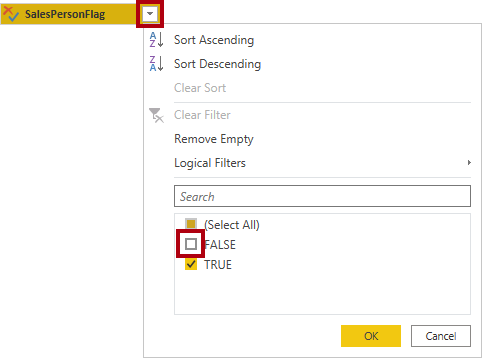 SalesPersonFlag
Sort Ascending
Sort Descending
Clear Sort
Clear Filter
Remove Empty
Logical Filters
Search
(Select All)
FALSE
TRUE
OK Cancel